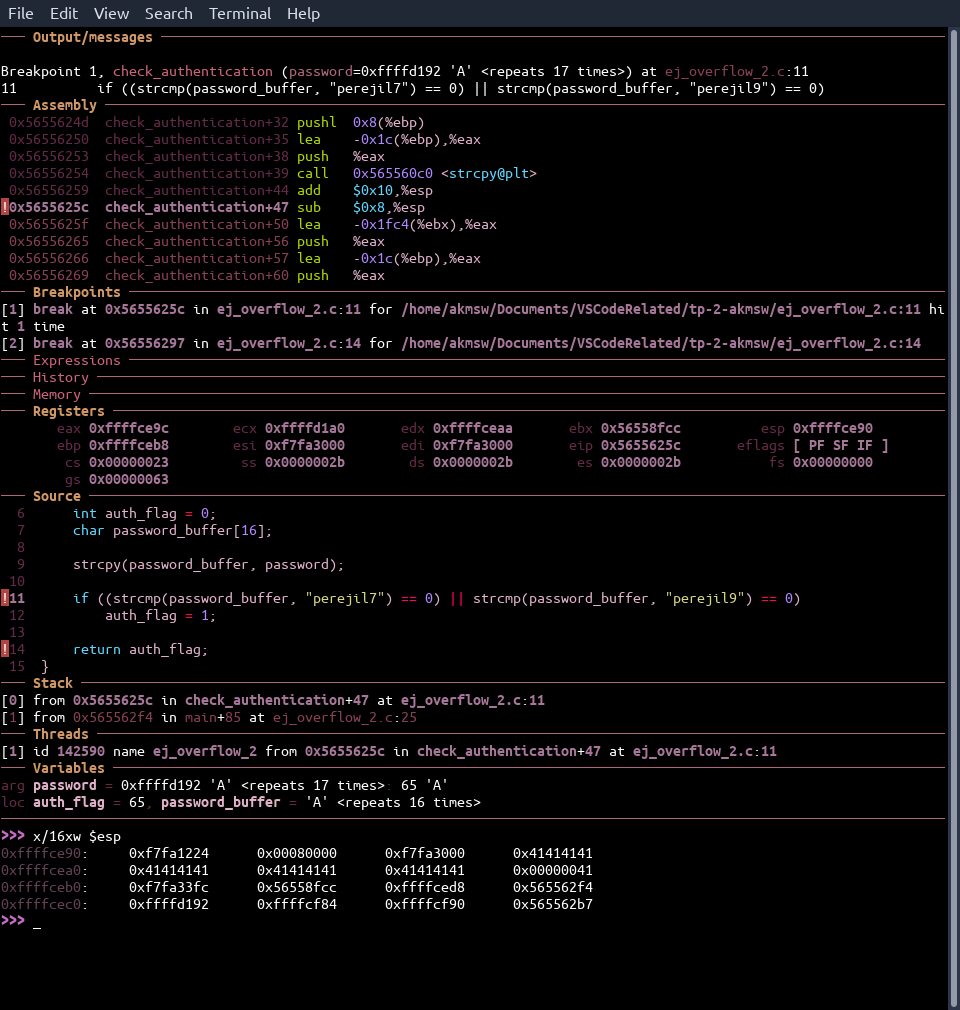 File Edit View Search Terminal Help
Output/messages
Breakpoint 1, check_authentication (password=0xffffd192 'A' <repeats 17 times>) at ej_overflow_2.c:11
11          if ((strcmp(password_buffer, "perejil7") == 0) || strcmp(password_buffer, "perejil9") == 0)
Assembly
0x5655624d  check_authentication+32 pushl  0x8(%ebp)
0x56556250  check_authentication+35 lea    -0x1c(%ebp),%eax
0x56556253  check_authentication+38 push   %eax
0x56556254  check_authentication+39 call   0x565560c0 <strcpy@plt>
0x56556259  check_authentication+44 add    $0x10,%esp
!0x5655625c  check_authentication+47 sub    $0x8,%esp
0x5655625f  check_authentication+50 lea    -0x1fc4(%ebx),%eax
0x56556265  check_authentication+56 push   %eax
0x56556266  check_authentication+57 lea    -0x1c(%ebp),%eax
0x56556269  check_authentication+60 push   %eax
Breakpoints
[1] break at 0x5655625c in ej_overflow_2.c:11 for /home/akmsw/Documents/VSCodeRelated/tp-2-akmsw/ej_overflow_2.c:11 hi
t 1 time
[2] break at 0x56556297 in ej_overflow_2.c:14 for /home/akmsw/Documents/VSCodeRelated/tp-2-akmsw/ej_overflow_2.c:14
Expressions
History
Memory
Registers
eax 0xffffce9c        ecx 0xffffd1a0       edx 0xffffceaa       ebx 0x56558fcc          esp 0xffffce90
ebp 0xffffceb8        esi 0xf7fa3000       edi 0xf7fa3000       eip 0x5655625c       eflags [ PF SF IF ]
cs 0x00000023         ss 0x0000002b        ds 0x0000002b        es 0x0000002b           fs 0x00000000
gs 0x00000063
Source
6      int auth_flag = 0;
7      char password_buffer[16];
8
9      strcpy(password_buffer, password);
10
!11      if ((strcmp(password_buffer, "perejil7") == 0) || strcmp(password_buffer, "perejil9") == 0)
12          auth_flag = 1;
13
!14      return auth_flag;
15  }
Stack
[0] from 0x5655625c in check_authentication+47 at ej_overflow_2.c:11
[1] from 0x565562f4 in main+85 at ej_overflow_2.c:25
Threads
[1] id 142590 name ej_overflow_2 from 0x5655625c in check_authentication+47 at ej_overflow_2.c:11
Variables
arg password = 0xffffd192 'A' <repeats 17 times>: 65 'A'
loc auth_flag = 65, password_buffer = 'A' <repeats 16 times>
>>> x/16xw $esp
0xffffce90:     0xf7fa1224      0x00080000      0xf7fa3000      0x41414141
0xffffcea0:     0x41414141      0x41414141      0x41414141      0x00000041
0xffffceb0:     0xf7fa33fc      0x56558fcc      0xffffced8      0x565562f4
0xffffcec0:     0xffffd192      0xffffcf84      0xffffcf90      0x565562b7
>>> _